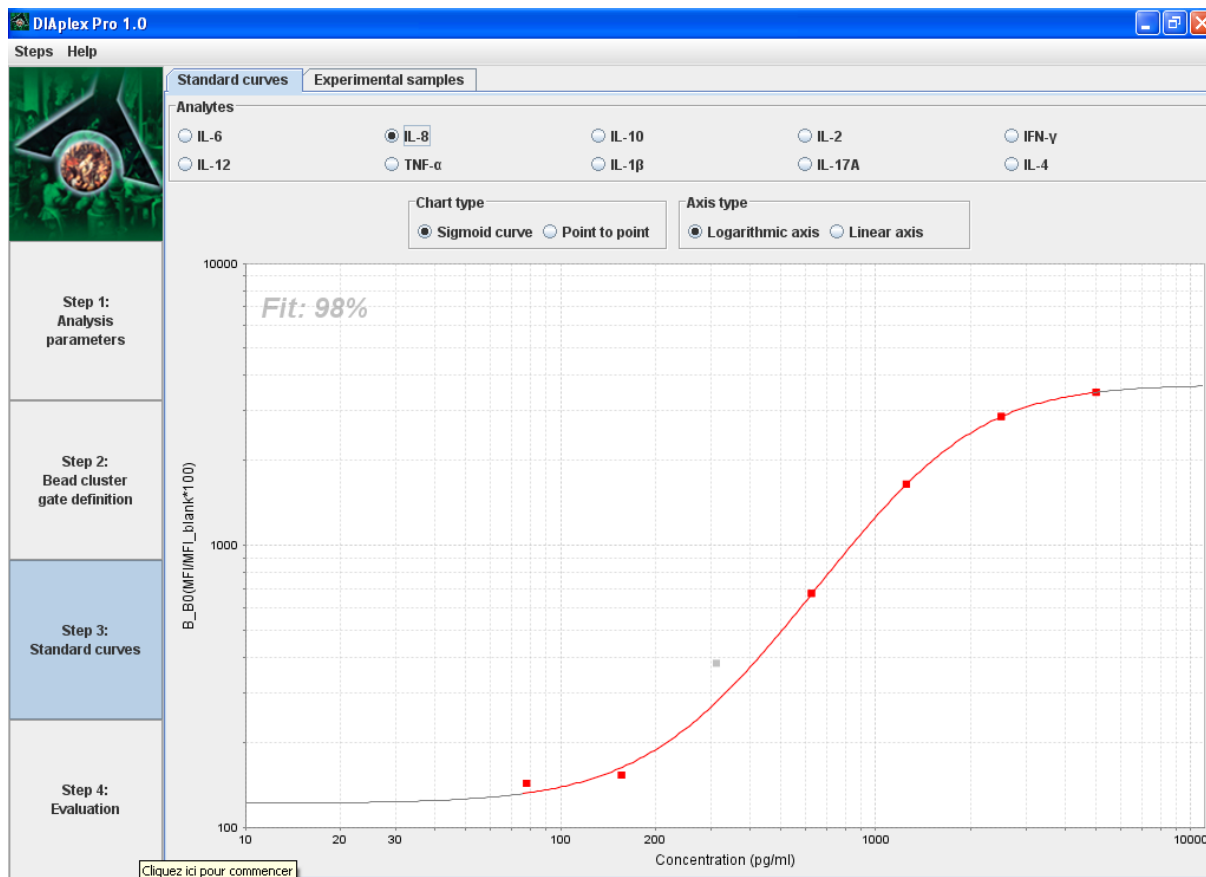 DIAplex Pro 1.0
Steps Help
Standard curves Experimental samples
Analytes
IL-6 IL-8 IL-10 IL-2 IFN-γ
IL-12 TNF-α IL-1β IL-17A IL-4
Chart type Axis type
Sigmoid curve Point to point Logarithmic axis Linear axis
Step 1:
Analysis
parameters
Step 2:
Bead cluster
gate definition
Step 3:
Standard curves
Step 4:
Evaluation
Fit: 98%
B_B0(MFI/MFI_blank*100)
10000
1000
100
10 20 30 100 200 1000 10000
Concentration (pg/ml)
Cliquez ici pour commencer